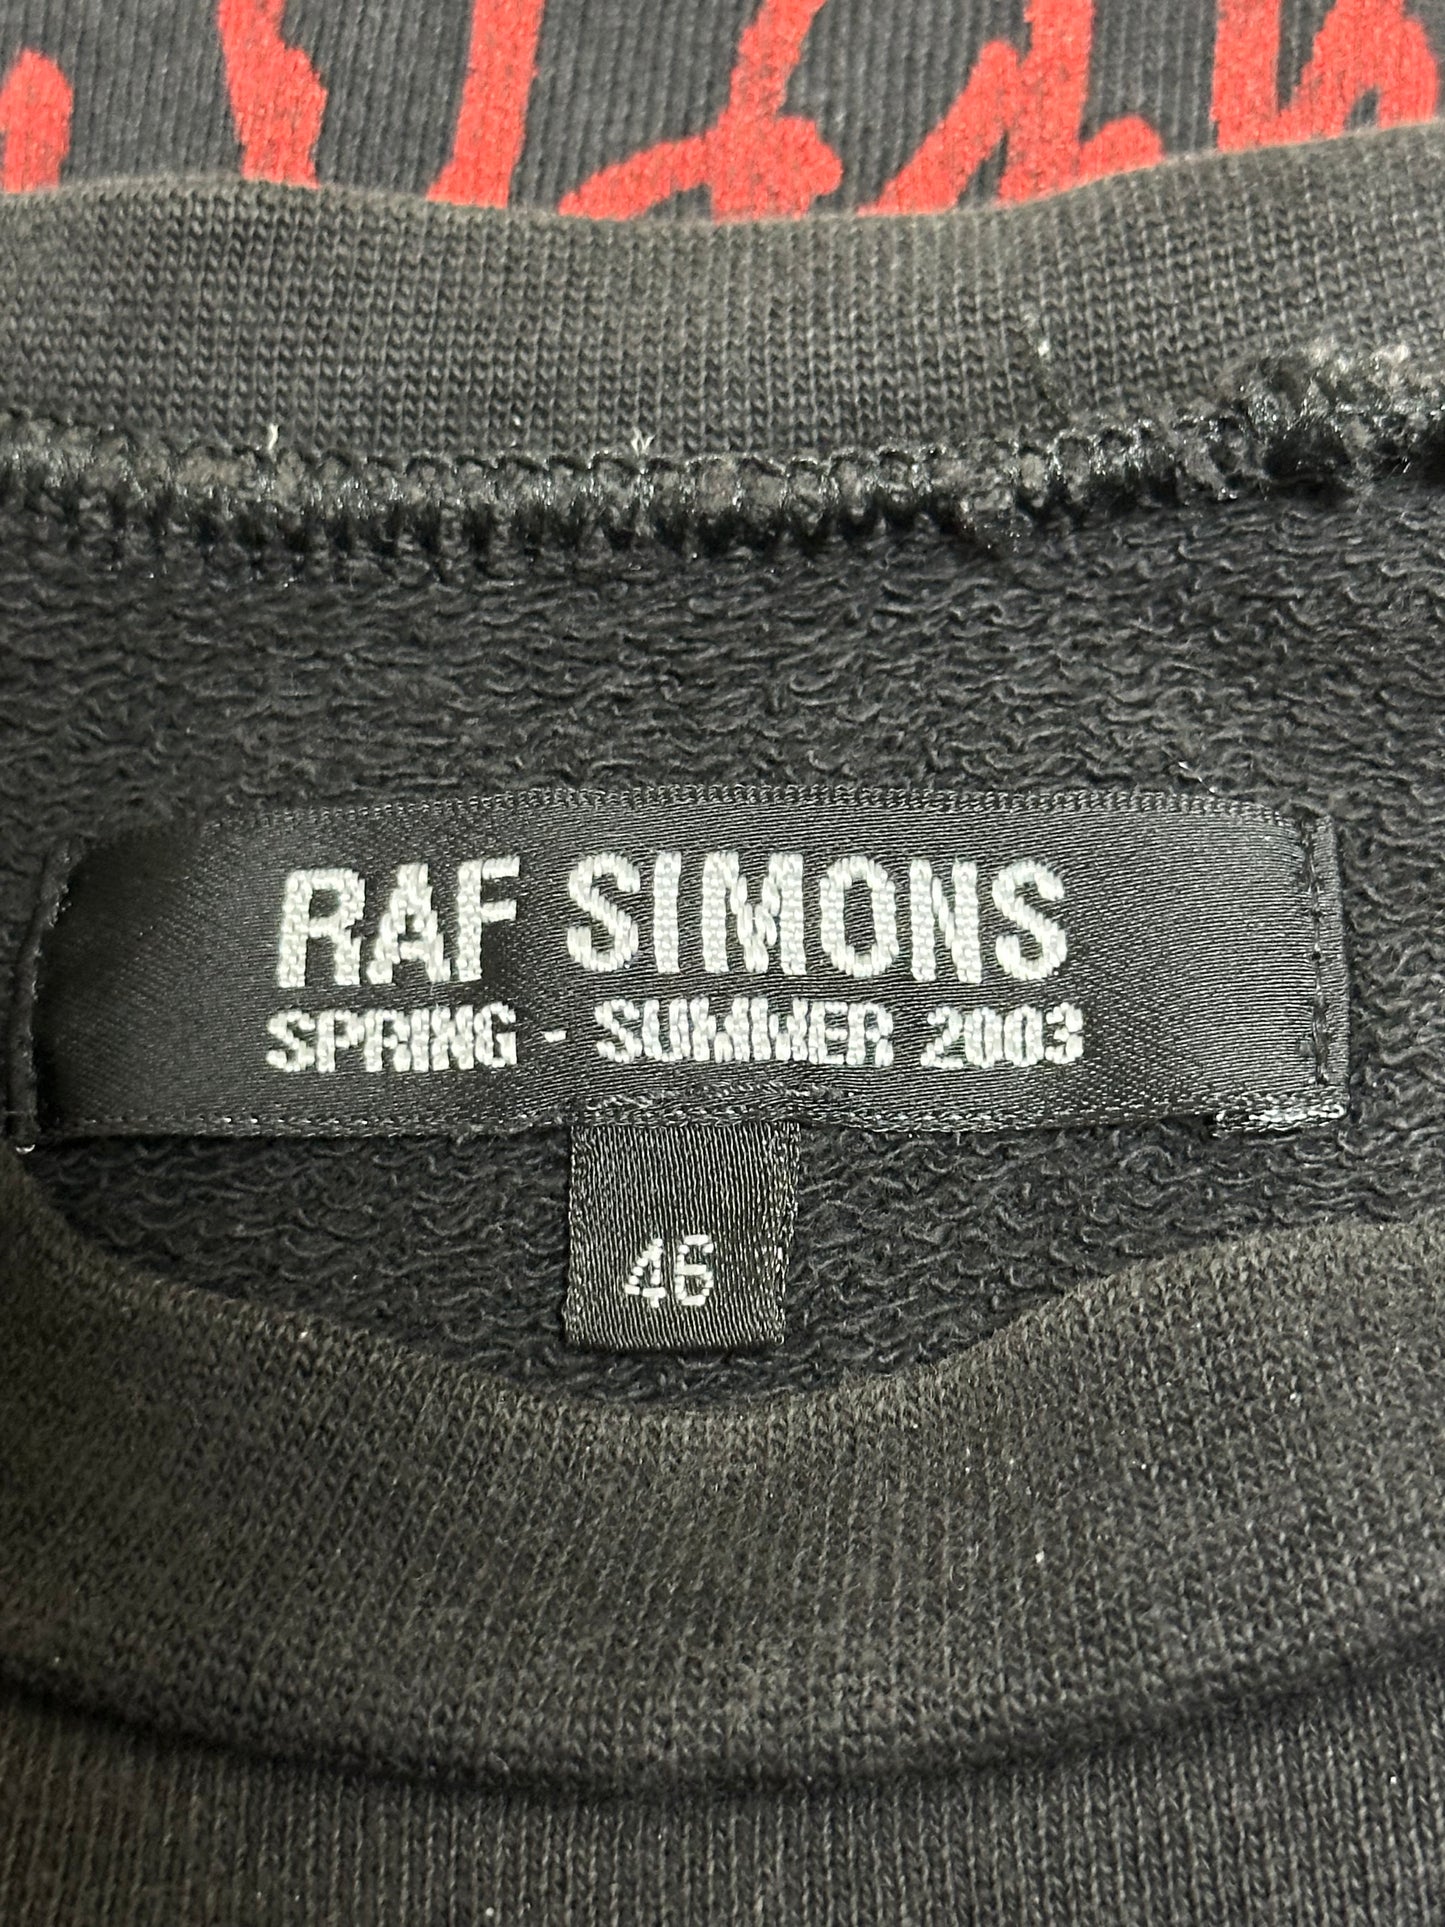 RAF SIMONS
SPRING - SUMMER 2003
46